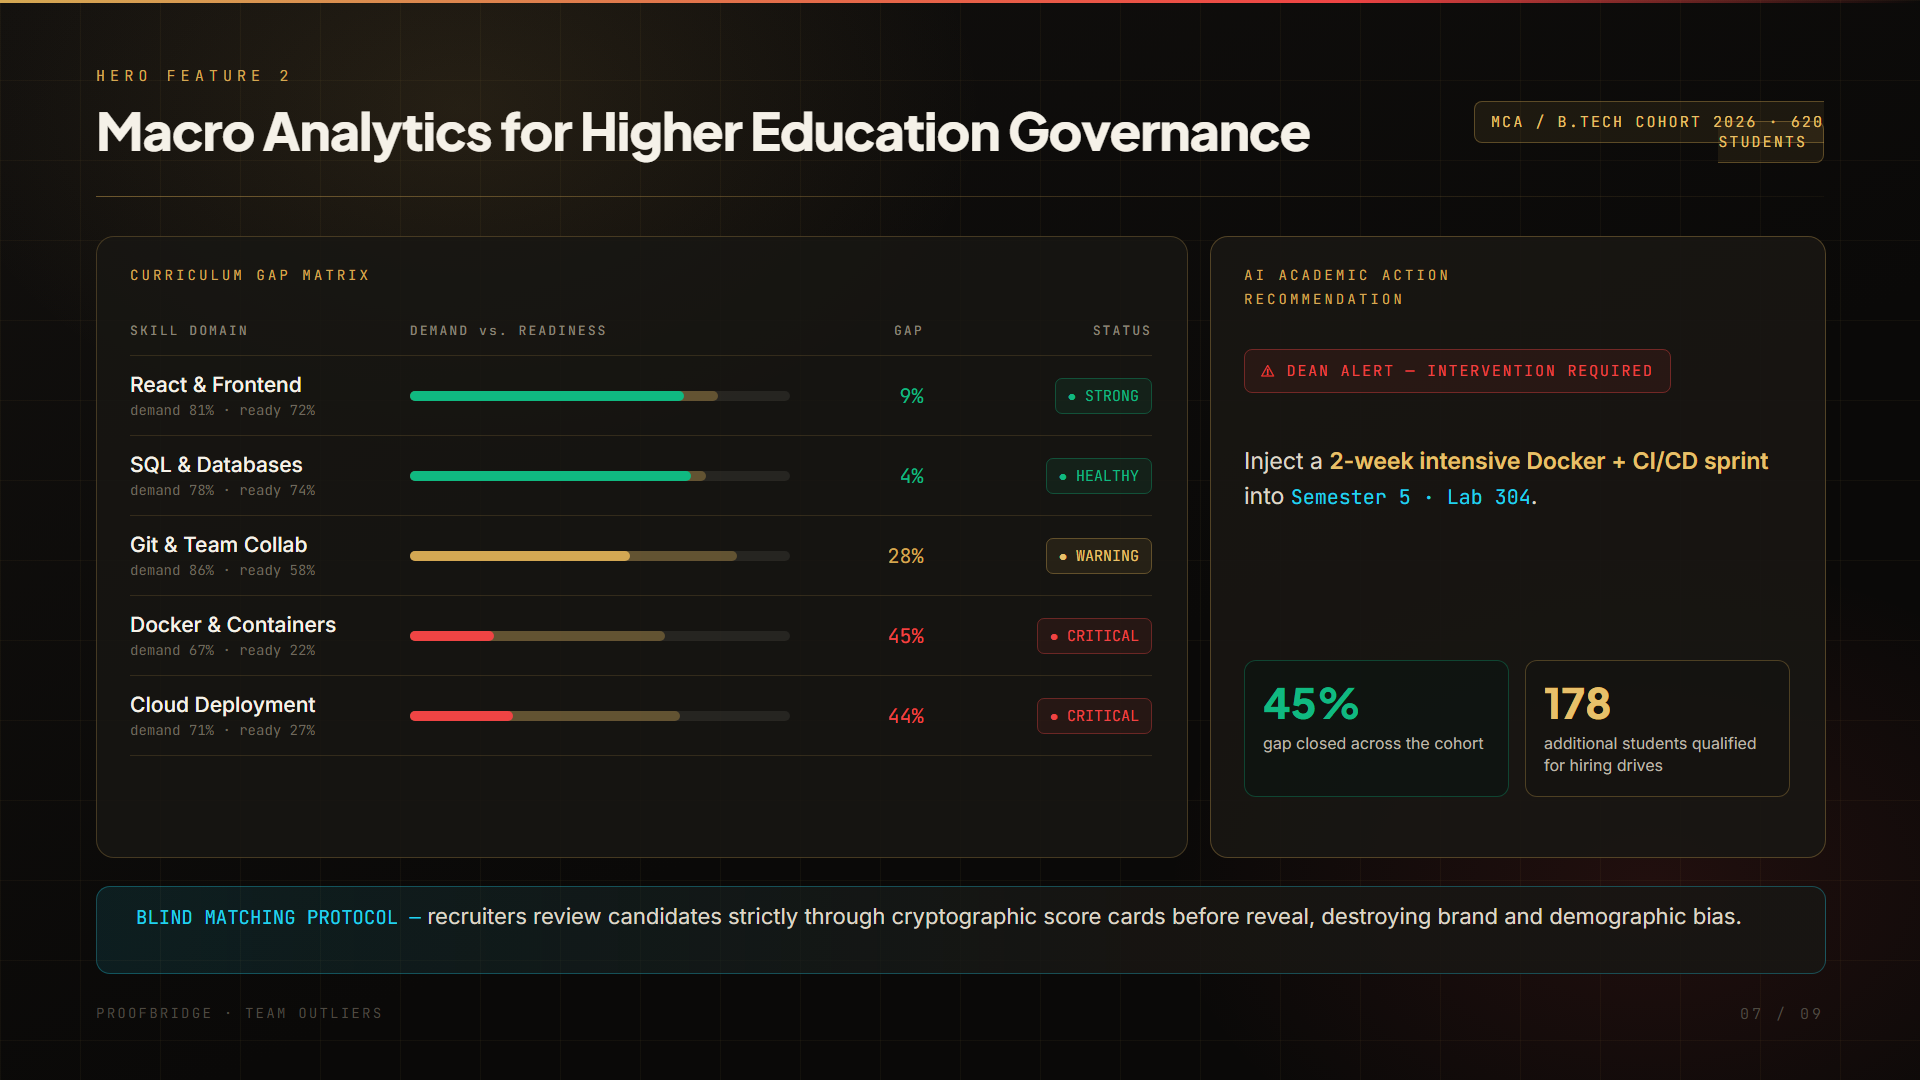 HERO FEATURE 2
Macro Analytics for Higher Education Governance
MCA / B.TECH COHORT 2026 · 620
STUDENTS
CURRICULUM GAP MATRIX
SKILL DOMAIN DEMAND vs. READINESS GAP STATUS
React & Frontend
demand 81% · ready 72%
9%
● STRONG
SQL & Databases
demand 78% · ready 74%
4%
● HEALTHY
Git & Team Collab
demand 86% · ready 58%
28%
● WARNING
Docker & Containers
demand 67% · ready 22%
45%
● CRITICAL
Cloud Deployment
demand 71% · ready 27%
44%
● CRITICAL
AI ACADEMIC ACTION
RECOMMENDATION
⚠ DEAN ALERT — INTERVENTION REQUIRED
Inject a 2-week intensive Docker + CI/CD sprint
into Semester 5 · Lab 304.
45%
gap closed across the cohort
178
additional students qualified
for hiring drives
BLIND MATCHING PROTOCOL — recruiters review candidates strictly through cryptographic score cards before reveal, destroying brand and demographic bias.
PROOFBRIDGE · TEAM OUTLIERS
07 / 09